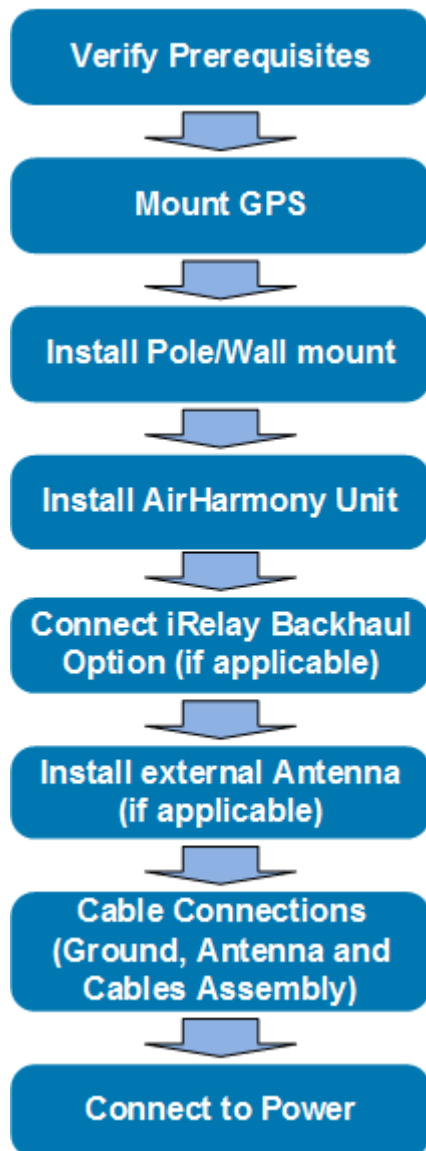 Verify Prerequisites
Mount GPS
Install Pole/Wall mount
Install AirHarmony Unit
Connect iRelay Backhaul
Option (if applicable)
Install external Antenna
(if applicable)
Cable Connections
(Ground, Antenna and
Cables Assembly)
Connect to Power